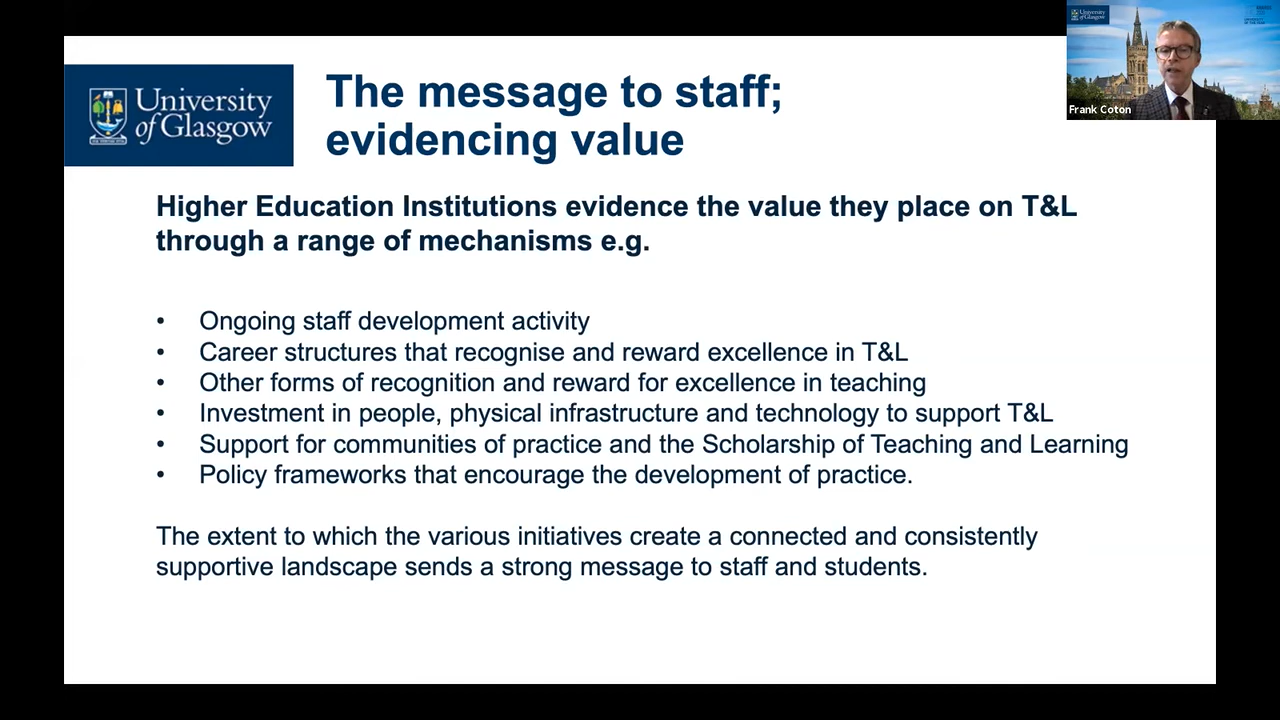 University
of Glasgow
The message to staff;
evidencing value
Higher Education Institutions evidence the value they place on T&L
through a range of mechanisms e.g.
• Ongoing staff development activity
• Career structures that recognise and reward excellence in T&L
• Other forms of recognition and reward for excellence in teaching
• Investment in people, physical infrastructure and technology to support T&L
• Support for communities of practice and the Scholarship of Teaching and Learning
• Policy frameworks that encourage the development of practice.
The extent to which the various initiatives create a connected and consistently
supportive landscape sends a strong message to staff and students.
University
of Glasgow
Frank Coton